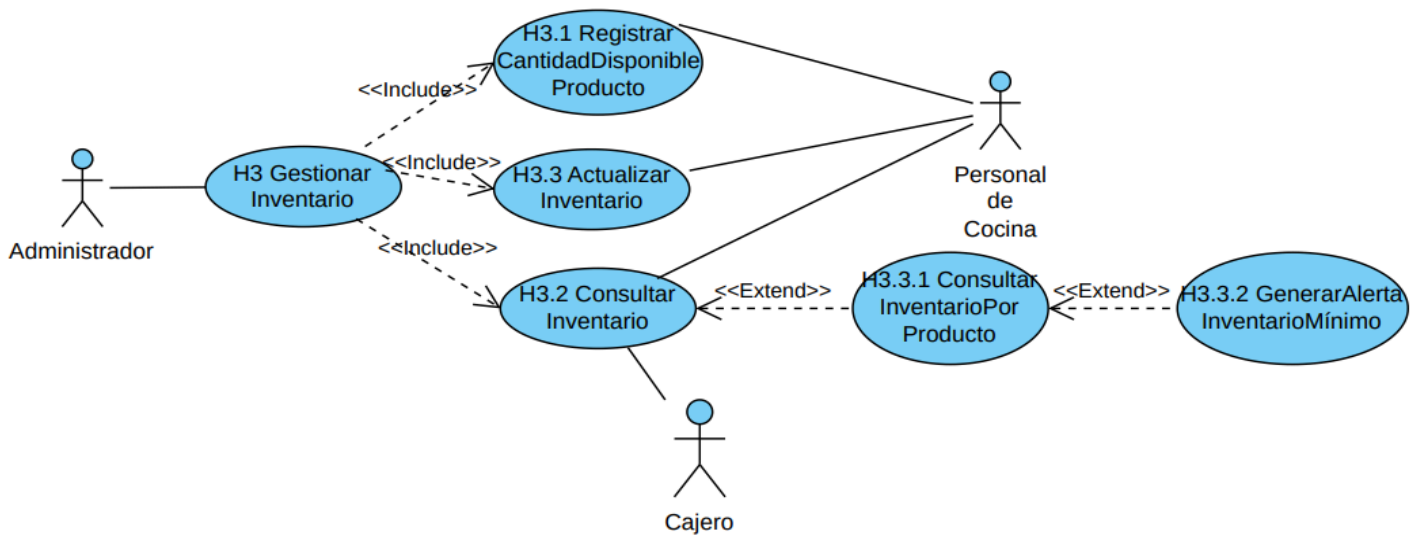 H3.1 Registrar
CantidadDisponible
Producto
<<Include>>
<<Include>>
H3 Gestionar
Inventario
H3.3 Actualizar
Inventario
Personal
de
Cocina
Administrador
<<Include>>
H3.2 Consultar
Inventario
<<Extend>>
H3.3.1 Consultar
InventarioPor
Producto
<<Extend>>
H3.3.2 GenerarAlerta
InventarioMínimo
Cajero